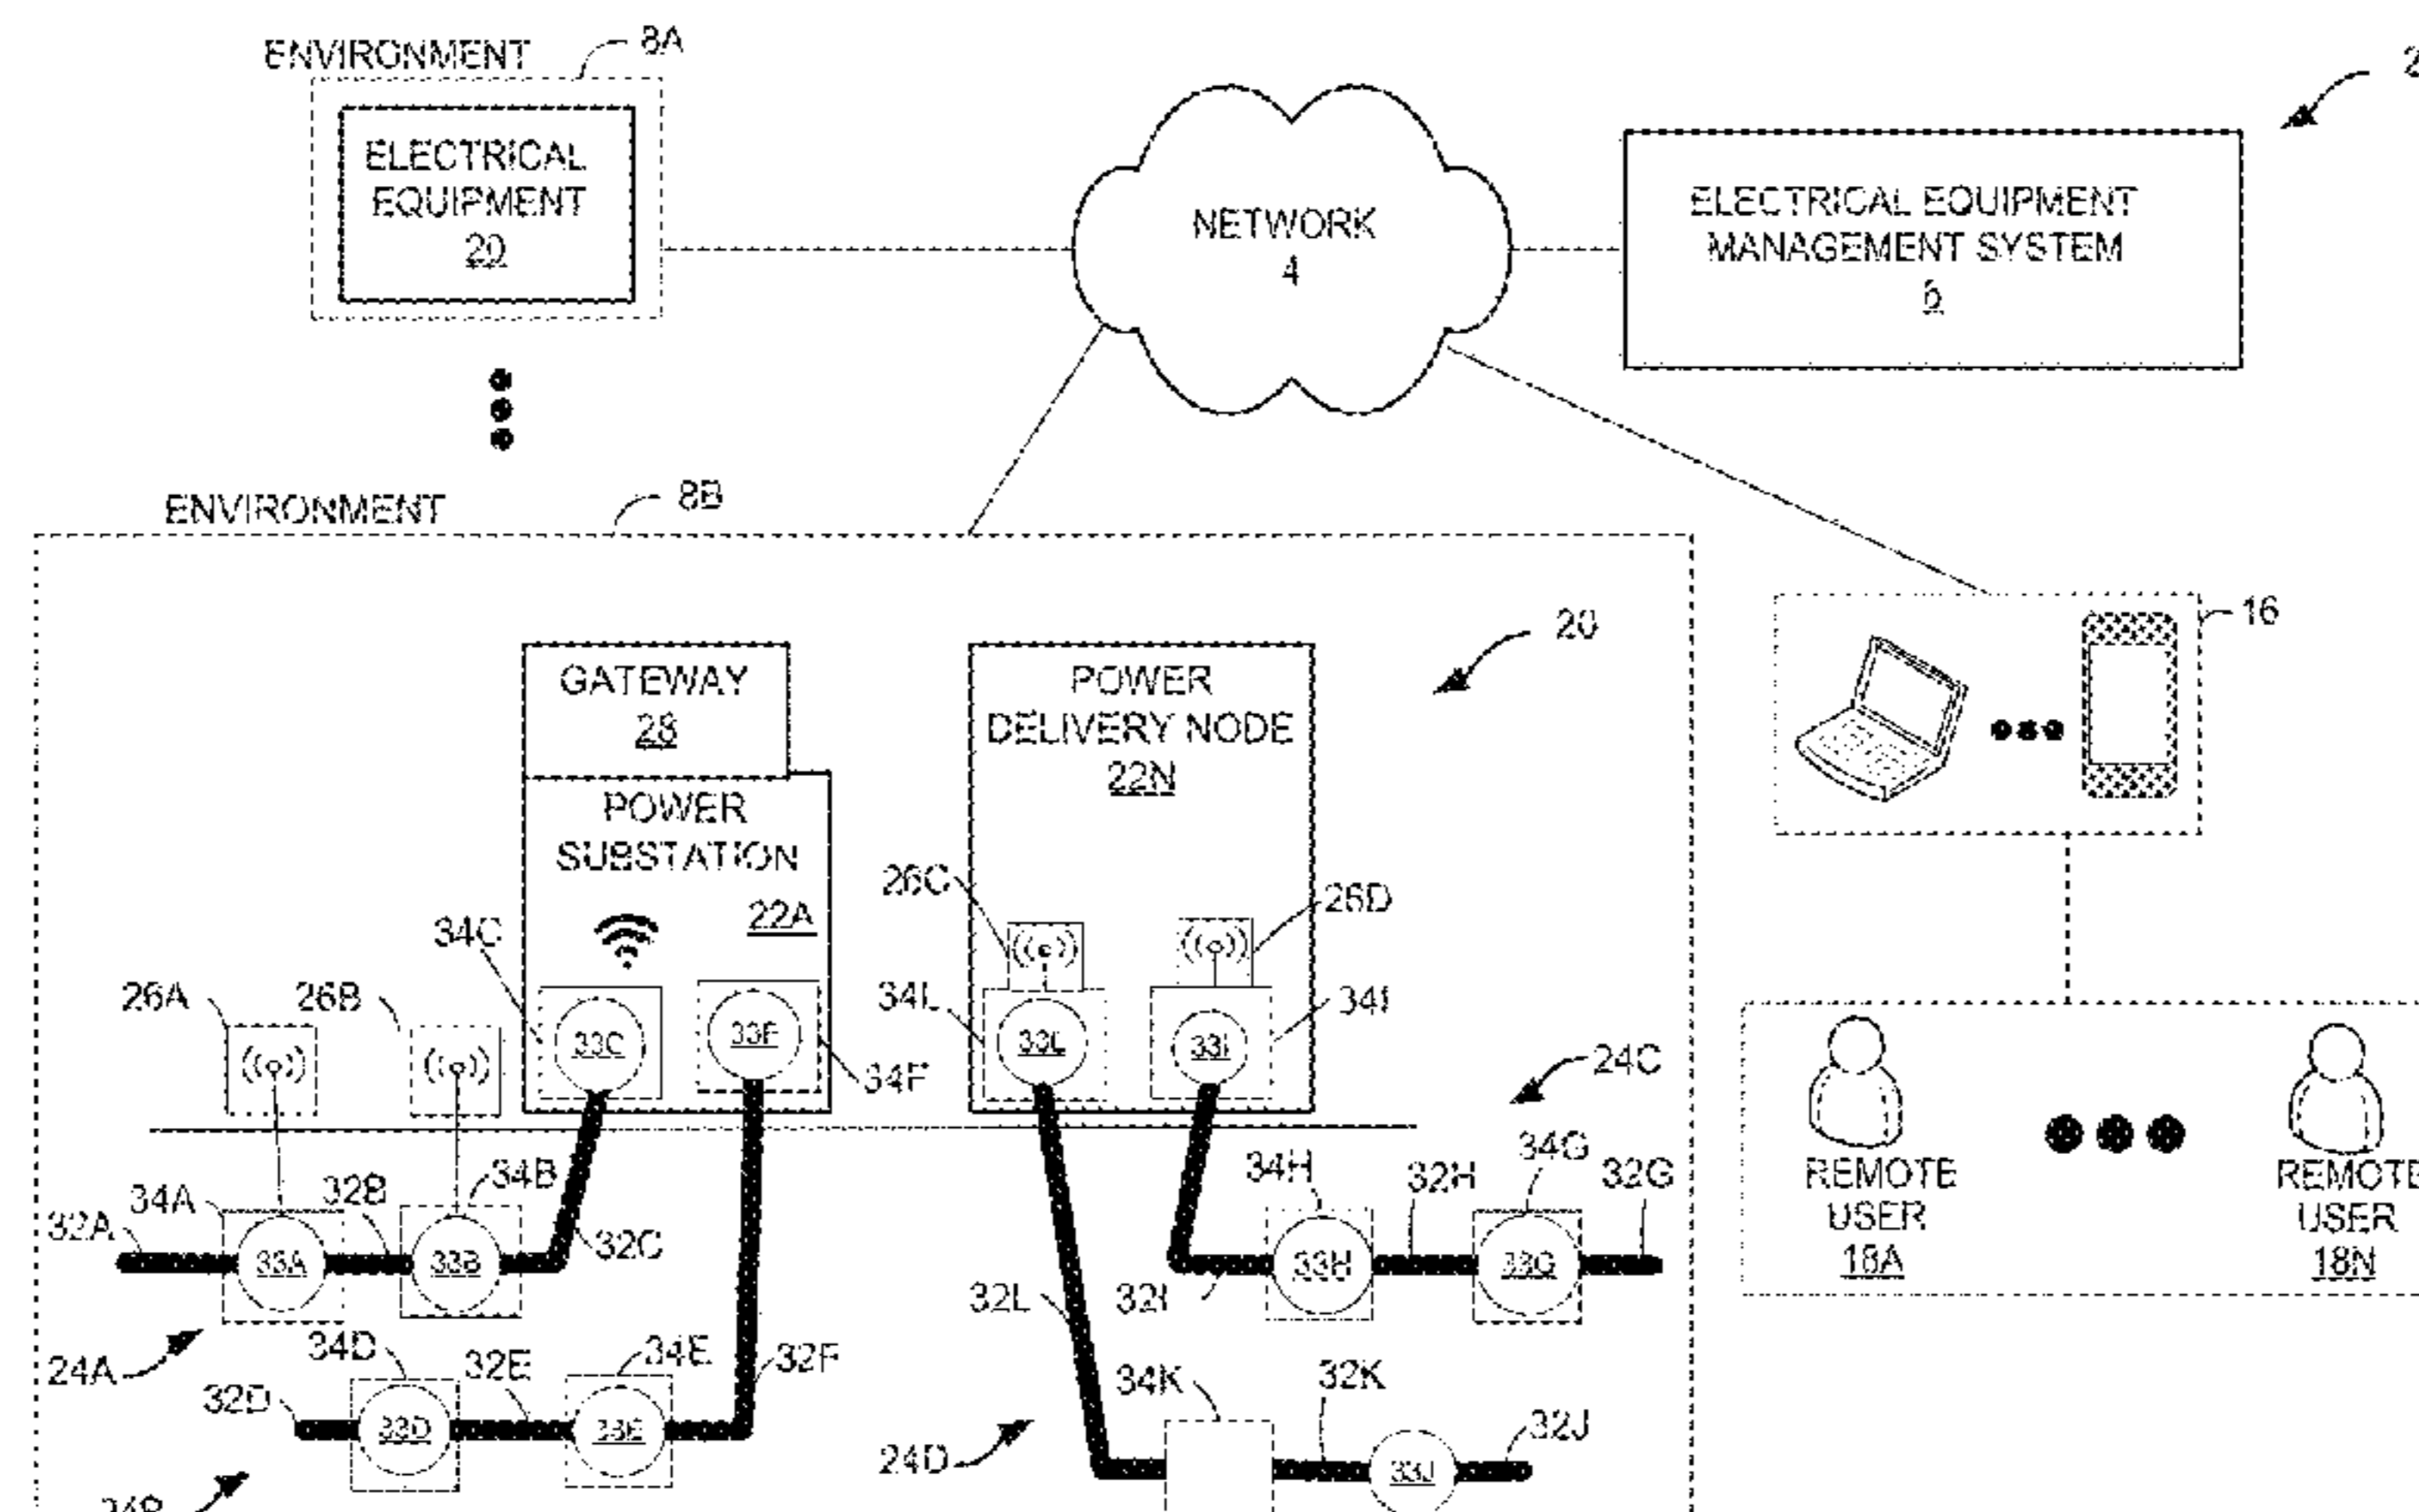 ENVIRONMENT
8A
2
ELECTRICAL
EQUIPMENT
20
NETWORK
4
ELECTRICAL EQUIPMENT
MANAGEMENT SYSTEM
6
ENVIRONMENT
8B
20
16
GATEWAY
28
POWER
DELIVERY NODE
22N
POWER
SUBSTATION
22A
26C
26D
34C
26A
26B
34L
34I
33C
33F
33L
33I
34F
24C
34A
32B
34B
34H
32H
34G
32G
REMOTE
USER
18A
REMOTE
USER
18N
32A
33A
33B
32C
33H
33G
32L
32I
24A
34D
32E
34E
32F
34K
32K
32D
33D
33E
24D
33J
32J